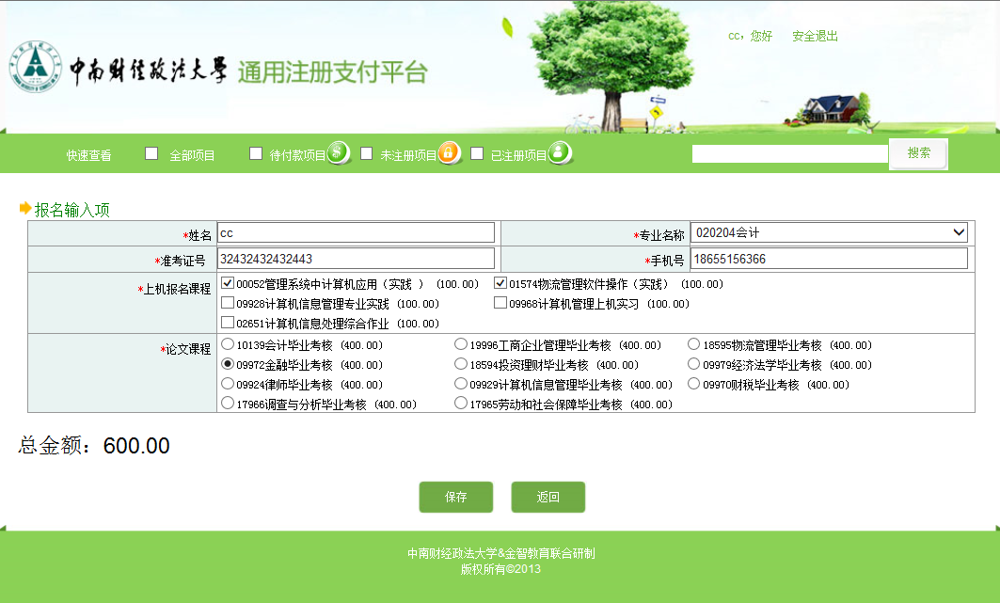 cc，您好 安全退出
中南财经政法大学 通用注册支付平台
快速查看 全部项目 待付款项目 未注册项目 已注册项目 搜索
报名输入项
*姓名 cc *专业名称 020204会计
*准考证号 32432432432443 *手机号 18655156366
*上机报名课程 00052管理系统中计算机应用（实践 ） (100.00) 01574物流管理软件操作（实践） (100.00)
09928计算机信息管理专业实践 (100.00) 09968计算机管理上机实习 (100.00)
02651计算机信息处理综合作业 (100.00)
*论文课程 10139会计毕业考核 (400.00) 19996工商企业管理毕业考核 (400.00) 18595物流管理毕业考核 (400.00)
09972金融毕业考核 (400.00) 18594投资理财毕业考核 (400.00) 09979经济法学毕业考核 (400.00)
09924律师毕业考核 (400.00) 09929计算机信息管理毕业考核 (400.00) 09970财税毕业考核 (400.00)
17966调查与分析毕业考核 (400.00) 17965劳动和社会保障毕业考核 (400.00)
总金额：600.00
保存 返回
中南财经政法大学&金智教育联合研制
版权所有©2013